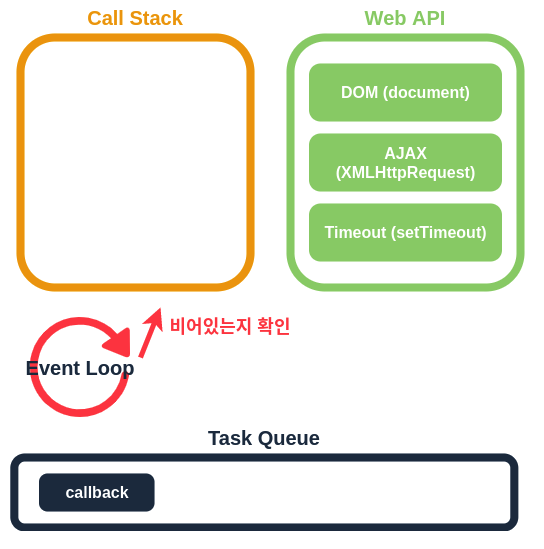 Call Stack
Web API
DOM (document)
AJAX
(XMLHttpRequest)
Timeout (setTimeout)
비어있는지 확인
Event Loop
Task Queue
callback